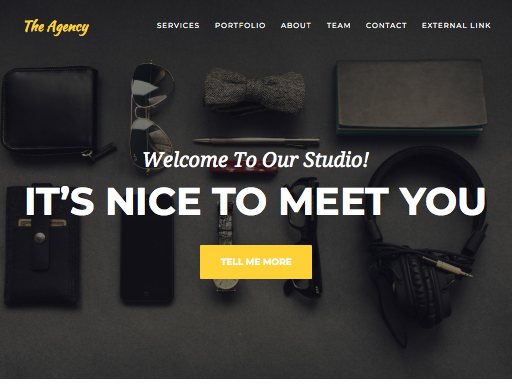 The Agency
SERVICES PORTFOLIO ABOUT TEAM CONTACT EXTERNAL LINK
Welcome To Our Studio!
IT’S NICE TO MEET YOU
TELL ME MORE